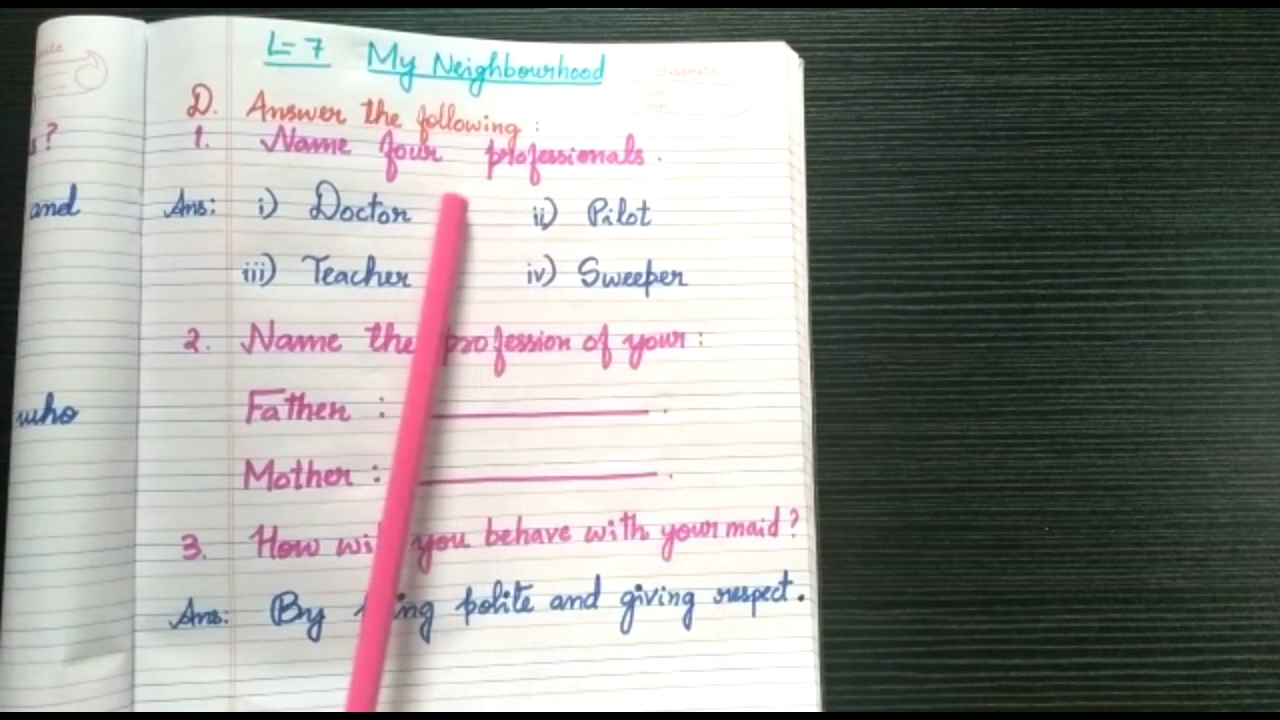 L=7 My Neighbourhood
D. Answer the following :
s?
1. Name four professionals.
and
Ans: i) Doctor ii) Pilot
iii) Teacher iv) Sweeper
2. Name the profession of your :
who
Father : .
Mother : .
3. How you behave with your maid?
Ans: By polite and giving respect.